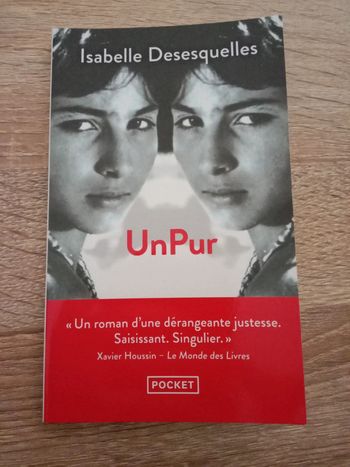 Isabelle Desesquelles
UnPur
« Un roman d'une dérangeante justesse.
Saisissant. Singulier. »
Xavier Houssin – Le Monde des Livres
POCKET